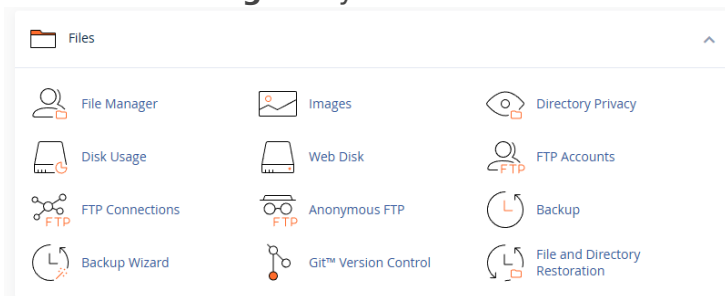 Files
File Manager
Images
Directory Privacy
Disk Usage
Web Disk
FTP Accounts
FTP
FTP Connections
FTP
Anonymous FTP
FTP
Backup
Backup Wizard
Git™ Version Control
File and Directory
Restoration